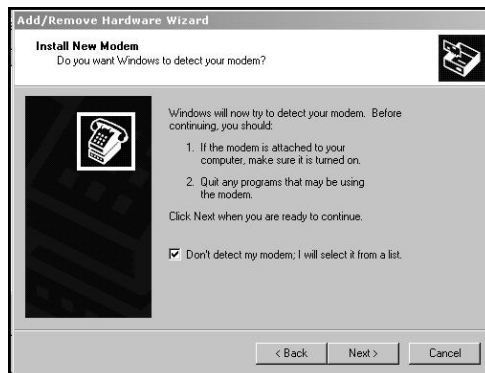 Add/Remove Hardware Wizard
Install New Modem
Do you want Windows to detect your modem?
Windows will now try to detect your modem. Before
continuing, you should:
1. If the modem is attached to your
computer, make sure it is turned on.
2. Quit any programs that may be using
the modem.
Click Next when you are ready to continue.
Don't detect my modem; I will select it from a list.
< Back Next > Cancel